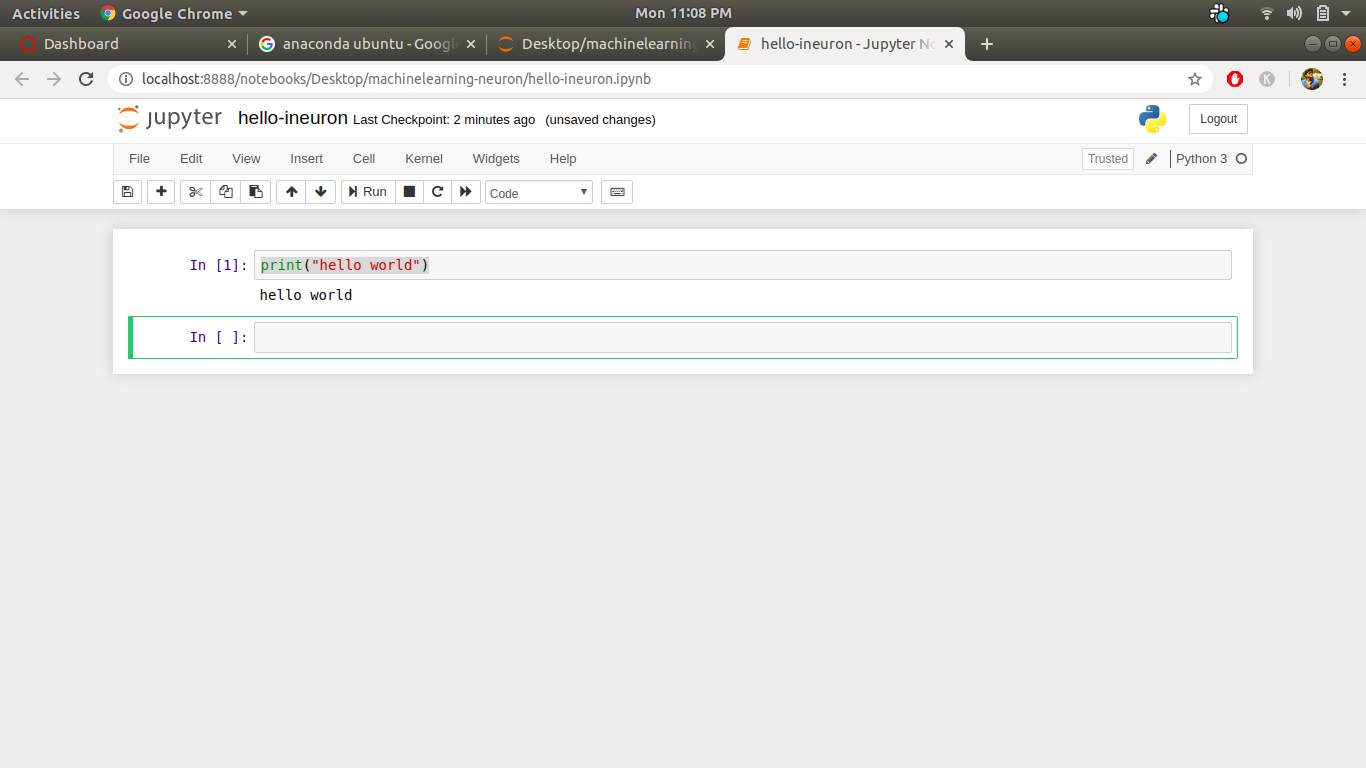 Activities Google Chrome Mon 11:08 PM
Dashboard anaconda ubuntu - Googl Desktop/machinelearning hello-ineuron - Jupyter No
localhost:8888/notebooks/Desktop/machinelearning-neuron/hello-ineuron.ipynb K
jupyter hello-ineuron Last Checkpoint: 2 minutes ago (unsaved changes) Logout
File Edit View Insert Cell Kernel Widgets Help Trusted Python 3
Run Code
In [1]: print("hello world")
hello world
In [ ]: